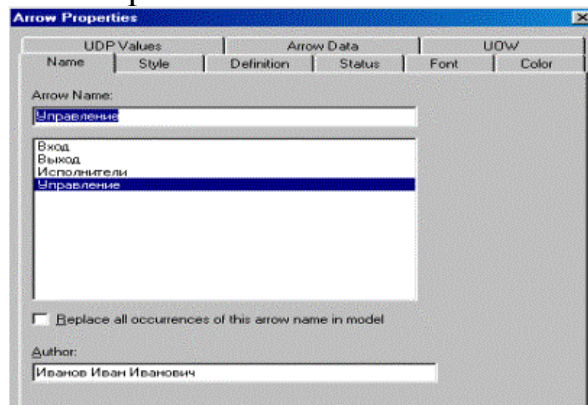 Arrow Properties
UDP Values Arrow Data UOW
Name Style Definition Status Font Color
Arrow Name:
Управление
Вход
Выход
Исполнители
Управление
Replace all occurrences of this arrow name in model
Author:
Иванов Иван Иванович